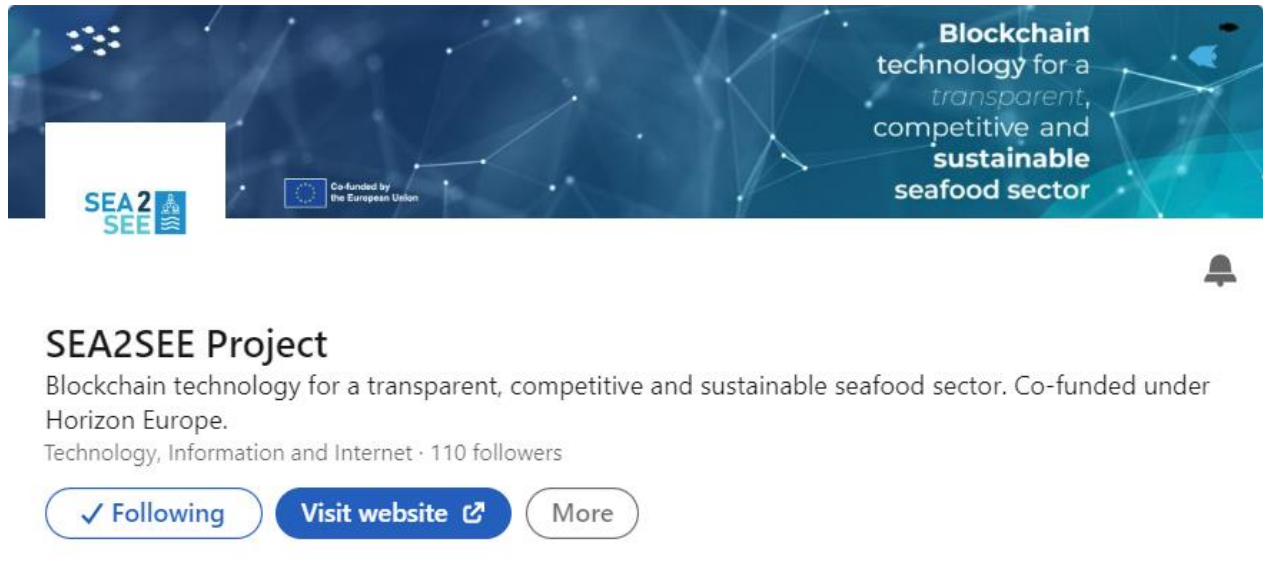 Blockchain
technology for a
transparent,
competitive and
sustainable
seafood sector
SEA2
SEE
Co-funded by
the European Union
SEA2SEE Project
Blockchain technology for a transparent, competitive and sustainable seafood sector. Co-funded under
Horizon Europe.
Technology, Information and Internet · 110 followers
Following
Visit website
More